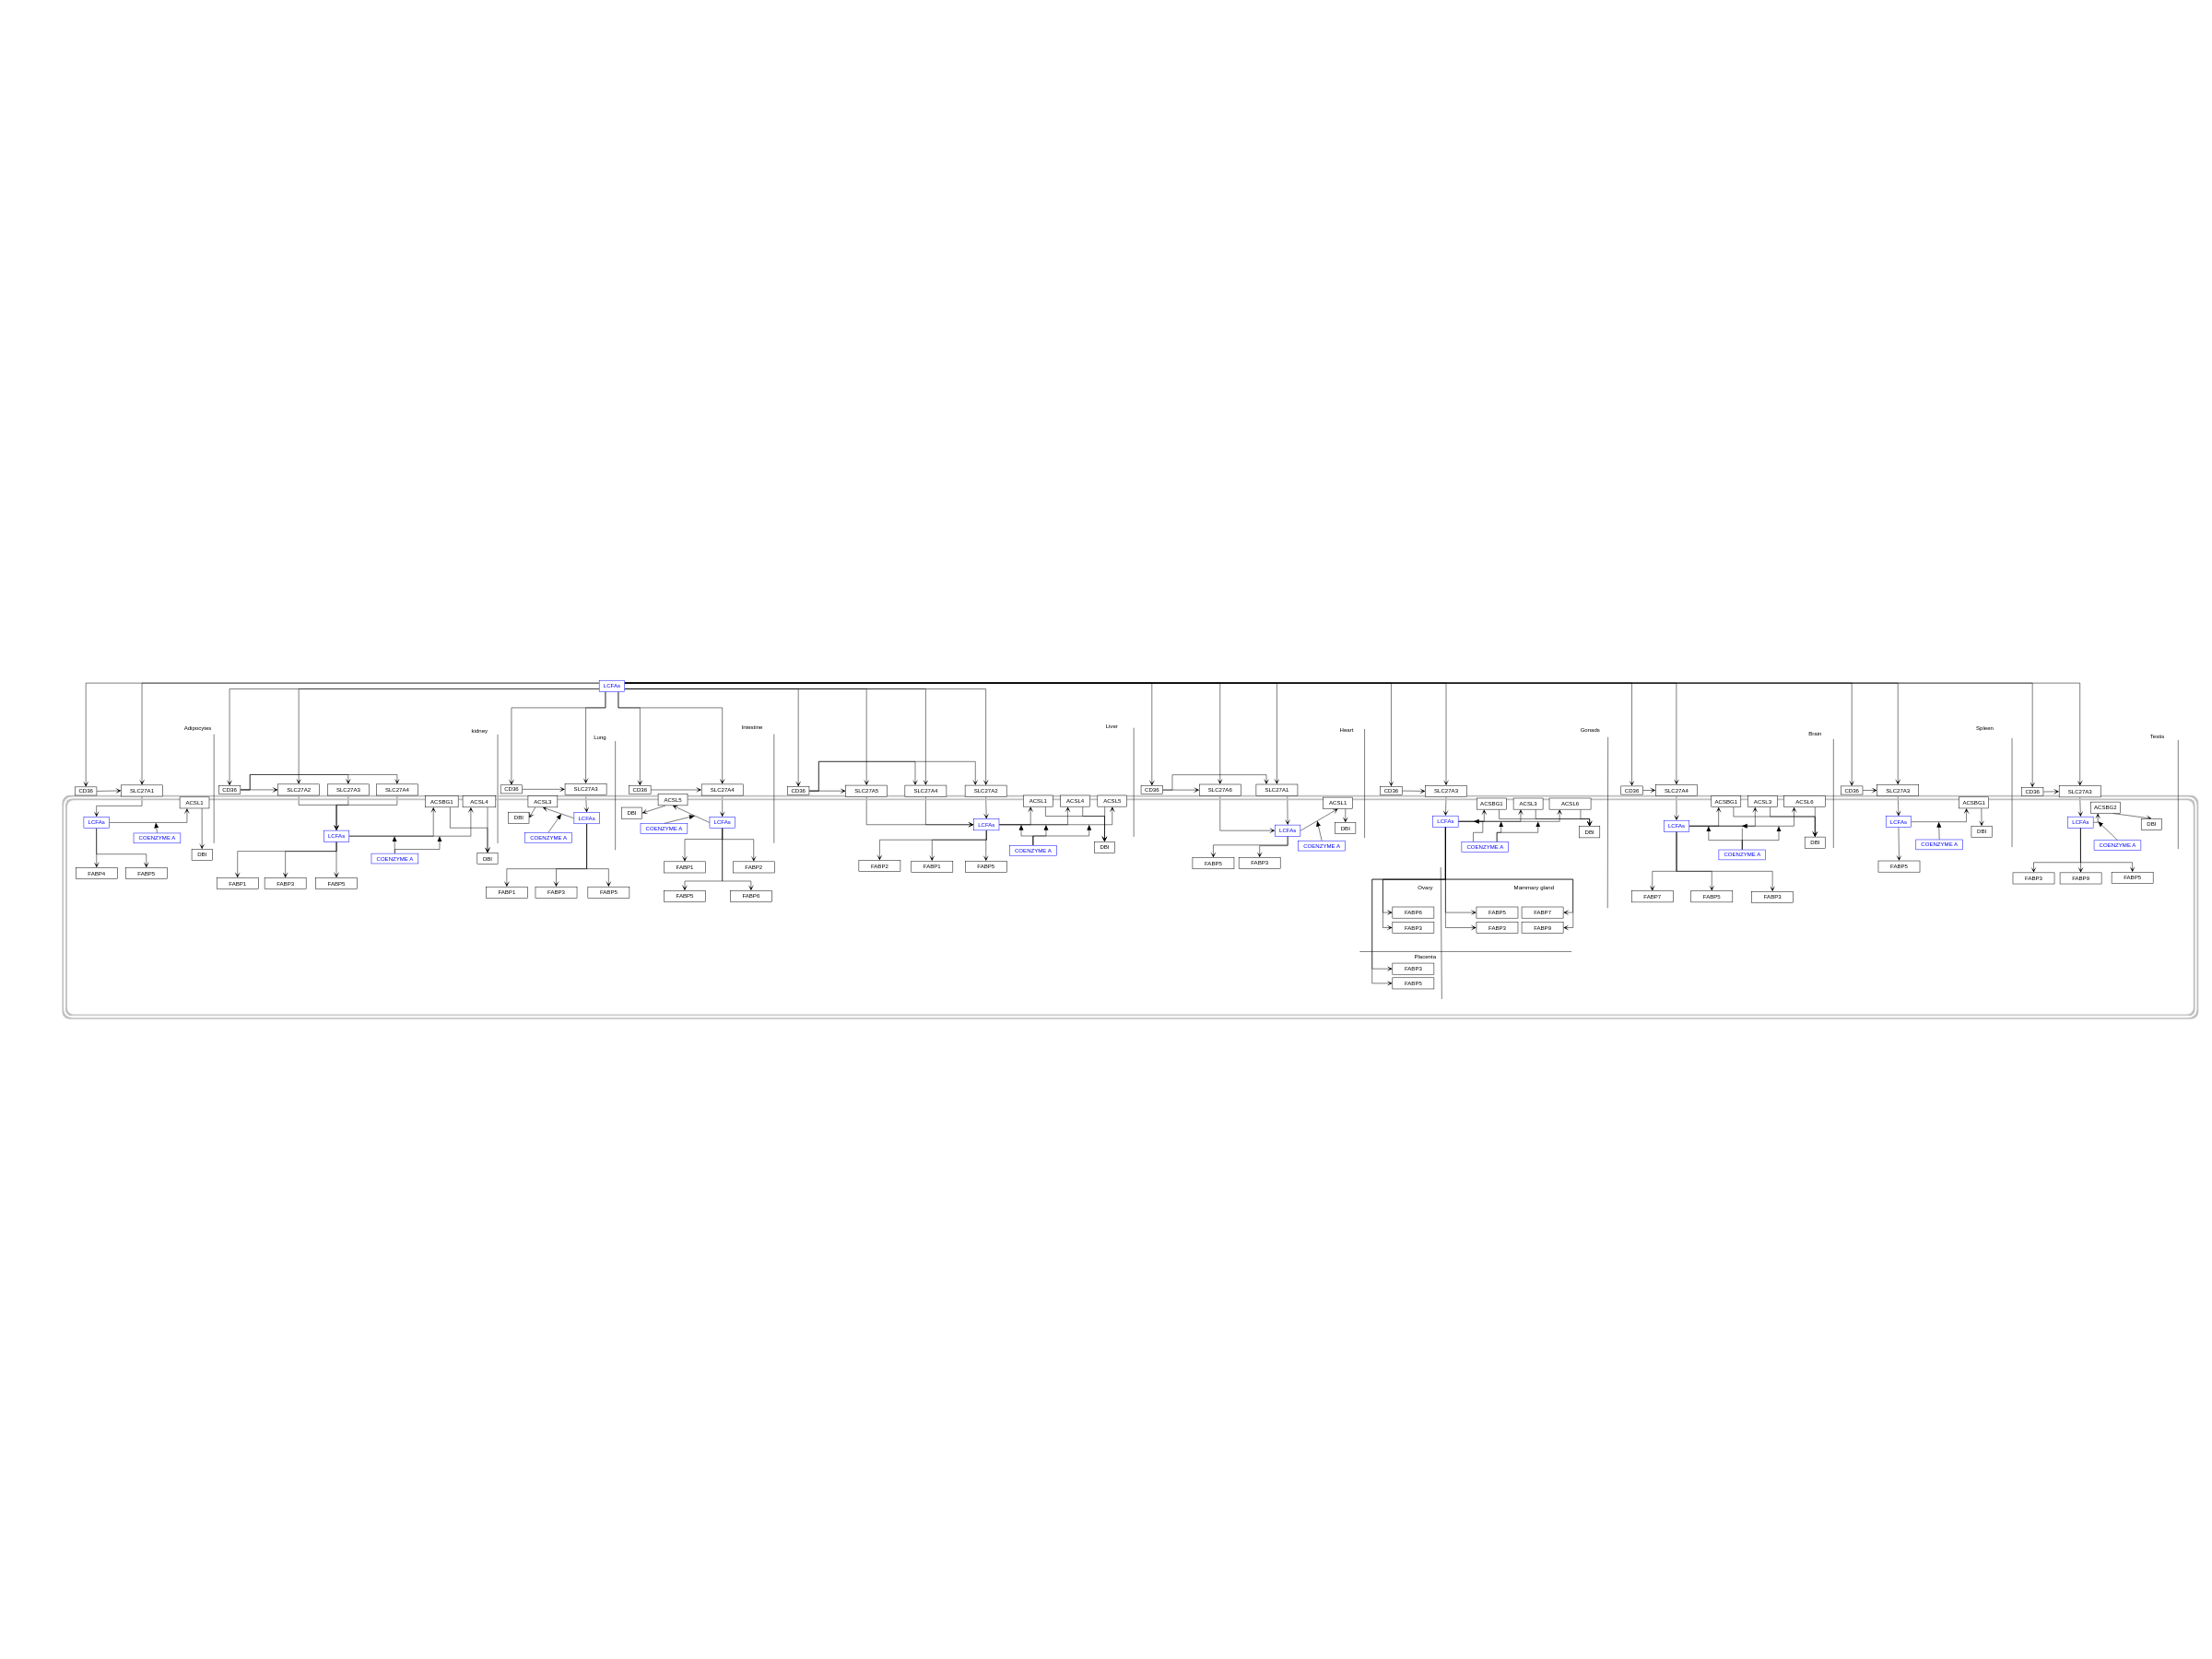 LCFAs
Adipocytes
kidney
Lung
Intestine
Liver
Heart
Gonads
Brain
Spleen
Testis
CD36
SLC27A1
ACSL1
LCFAs
COENZYME A
DBI
FABP4
FABP5
CD36
SLC27A2
SLC27A3
SLC27A4
ACSBG1
ACSL4
LCFAs
COENZYME A
DBI
FABP1
FABP3
FABP5
CD36
SLC27A3
ACSL3
DBI
LCFAs
COENZYME A
FABP1
FABP3
FABP5
CD36
SLC27A4
ACSL5
DBI
LCFAs
COENZYME A
FABP1
FABP2
FABP5
FABP6
CD36
SLC27A5
SLC27A4
SLC27A2
ACSL1
ACSL4
ACSL5
LCFAs
COENZYME A
DBI
FABP2
FABP1
FABP5
CD36
SLC27A6
SLC27A1
ACSL1
LCFAs
DBI
COENZYME A
FABP5
FABP3
CD36
SLC27A3
ACSBG1
ACSL3
ACSL6
LCFAs
DBI
COENZYME A
Ovary
Mammary gland
FABP6
FABP5
FABP7
FABP3
FABP3
FABP9
Placenta
FABP3
FABP5
CD36
SLC27A4
ACSBG1
ACSL3
ACSL6
LCFAs
DBI
COENZYME A
FABP7
FABP5
FABP3
CD36
SLC27A3
ACSBG1
LCFAs
DBI
COENZYME A
FABP5
CD36
SLC27A3
ACSBG2
LCFAs
DBI
COENZYME A
FABP3
FABP9
FABP5